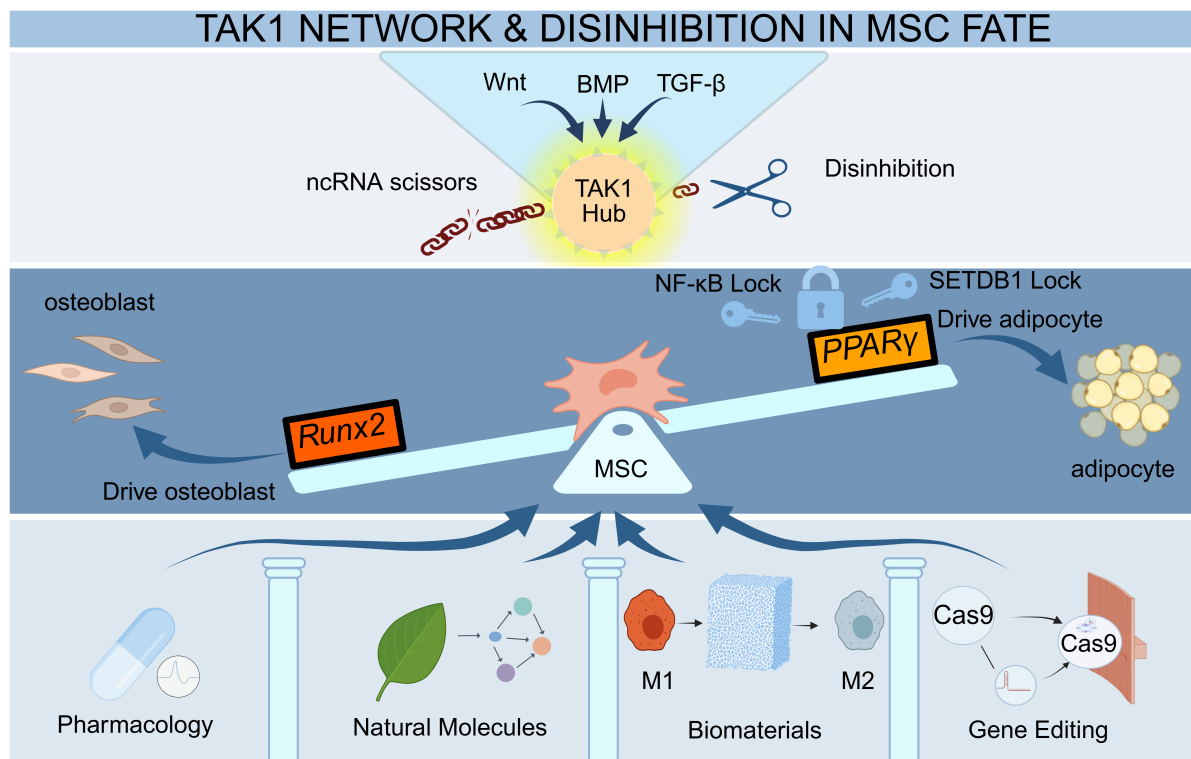 TAK1 NETWORK & DISINHIBITION IN MSC FATE
Wnt
BMP
TGF-β
ncRNA scissors
TAK1
Hub
Disinhibition
NF-κB Lock
SETDB1 Lock
osteoblast
Drive adipocyte
PPARγ
Runx2
MSC
adipocyte
Drive osteoblast
Cas9
Cas9
M1
M2
Pharmacology
Natural Molecules
Biomaterials
Gene Editing